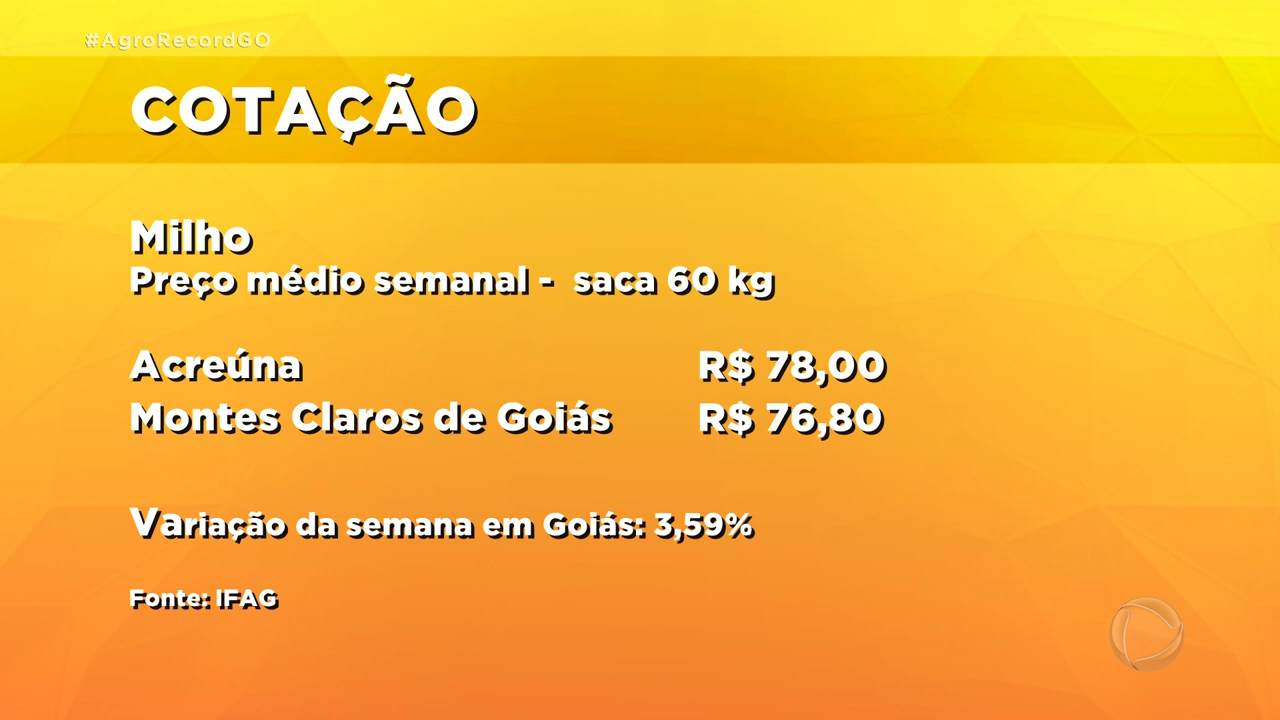 #AgroRecordGO
COTAÇÃO
Milho
Preço médio semanal - saca 60 kg
Acreúna R$ 78,00
Montes Claros de Goiás R$ 76,80
Variação da semana em Goiás: 3,59%
Fonte: IFAG